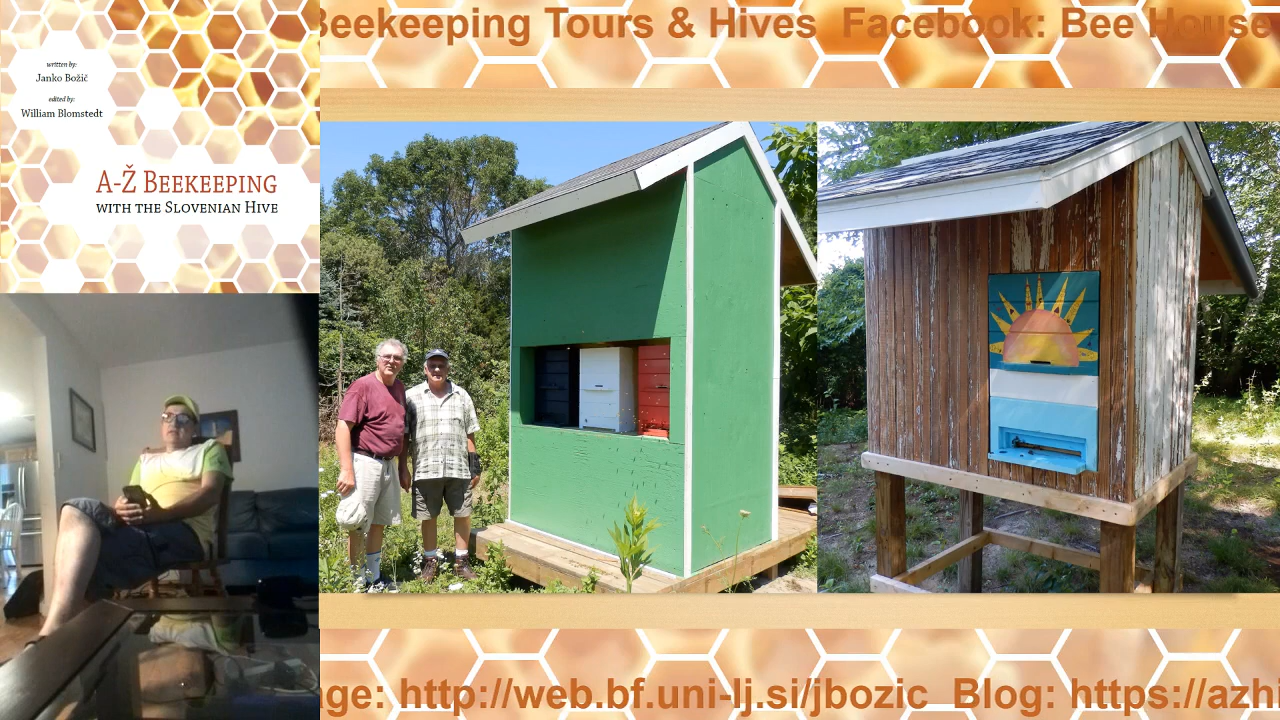 written by:
Janko Božič
edited by:
William Blomstedt
A-Ž Beekeeping
with the Slovenian Hive
Beekeeping Tours & Hives Facebook: Bee House
ge: http://web.bf.uni-lj.si/jbozic Blog: https://azhi